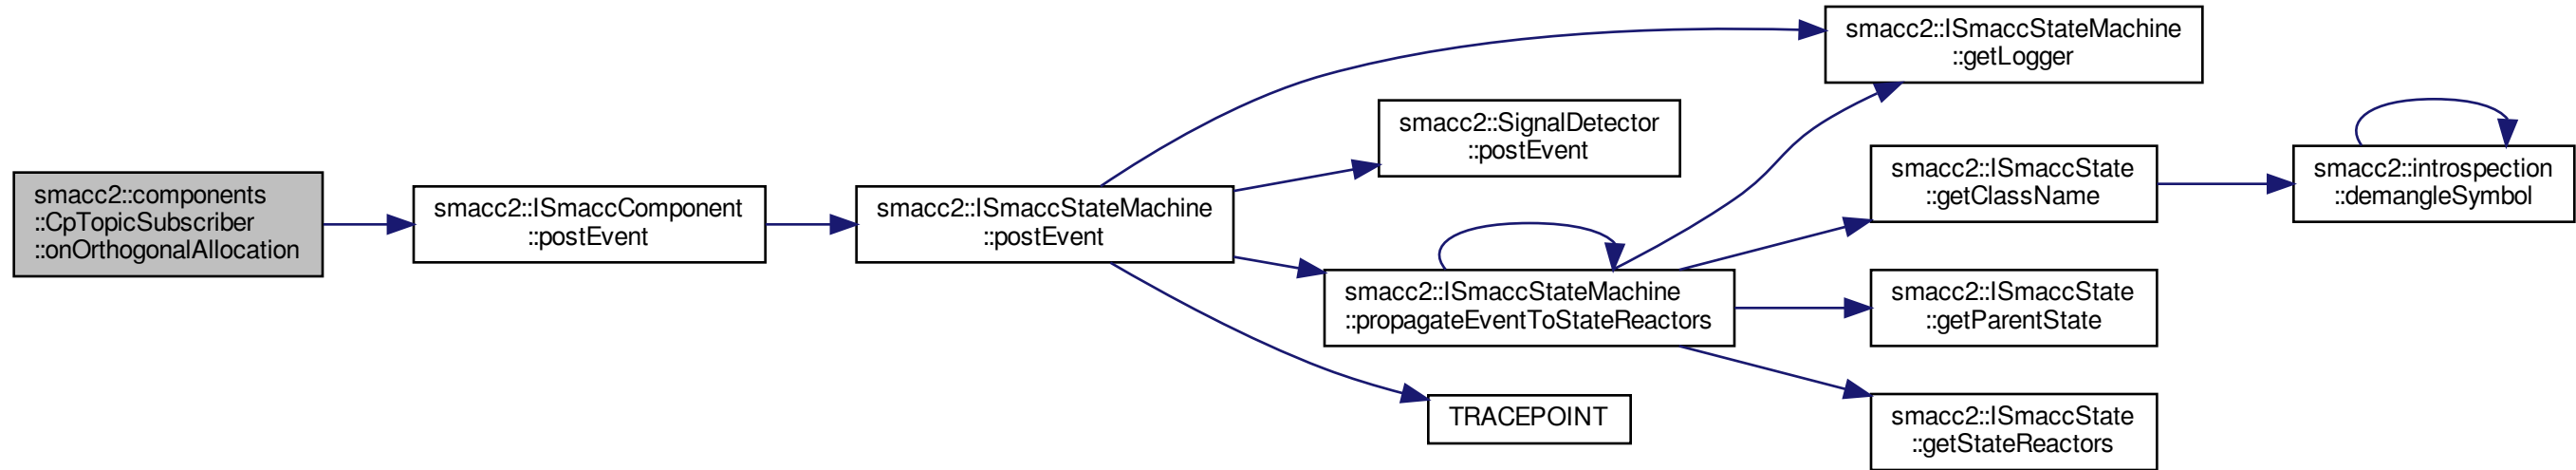 smacc2::components
::CpTopicSubscriber
::onOrthogonalAllocation
smacc2::ISmaccComponent
::postEvent
smacc2::ISmaccStateMachine
::postEvent
smacc2::ISmaccStateMachine
::getLogger
smacc2::SignalDetector
::postEvent
smacc2::ISmaccStateMachine
::propagateEventToStateReactors
TRACEPOINT
smacc2::ISmaccState
::getClassName
smacc2::ISmaccState
::getParentState
smacc2::ISmaccState
::getStateReactors
smacc2::introspection
::demangleSymbol